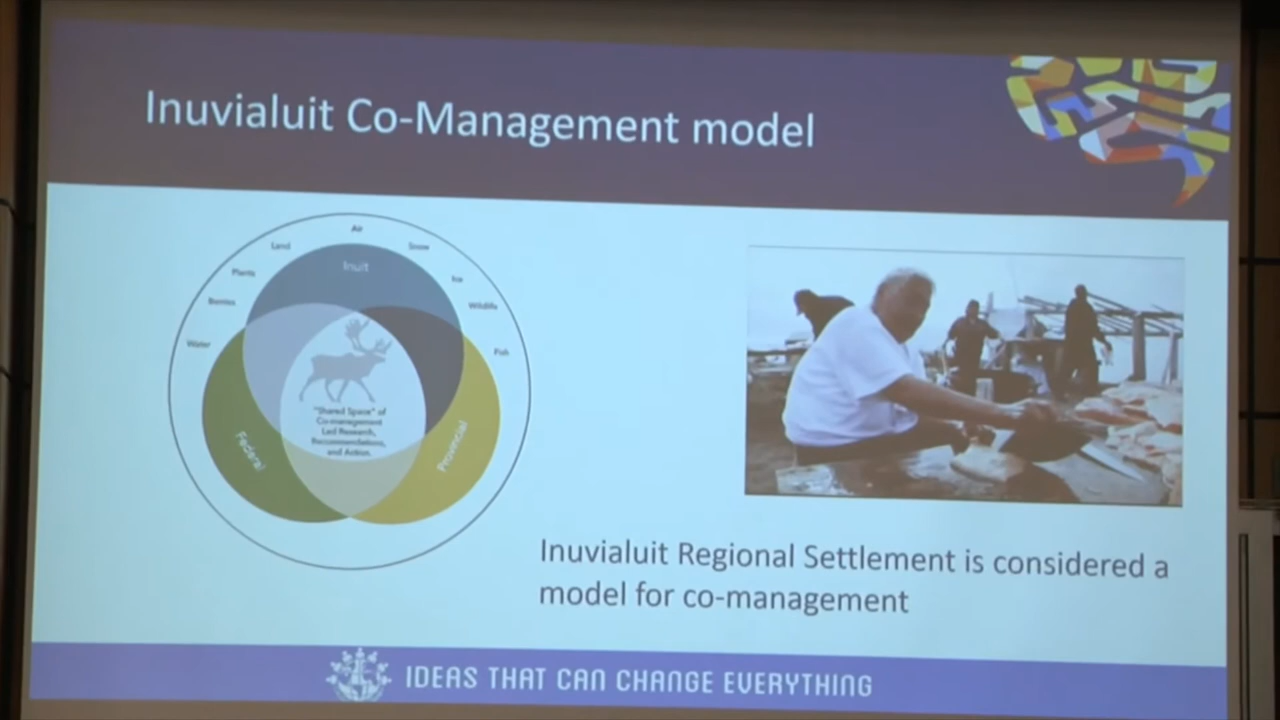 Inuvialuit Co-Management model
Air
Land
Snow
Plants
Inuit
Ice
Berries
Wildlife
Water
Fish
"Shared Space" of
Co-management
Led Research,
Recommendations,
and Action.
Federal
Provincial
Inuvialuit Regional Settlement is considered a
model for co-management
IDEAS THAT CAN CHANGE EVERYTHING